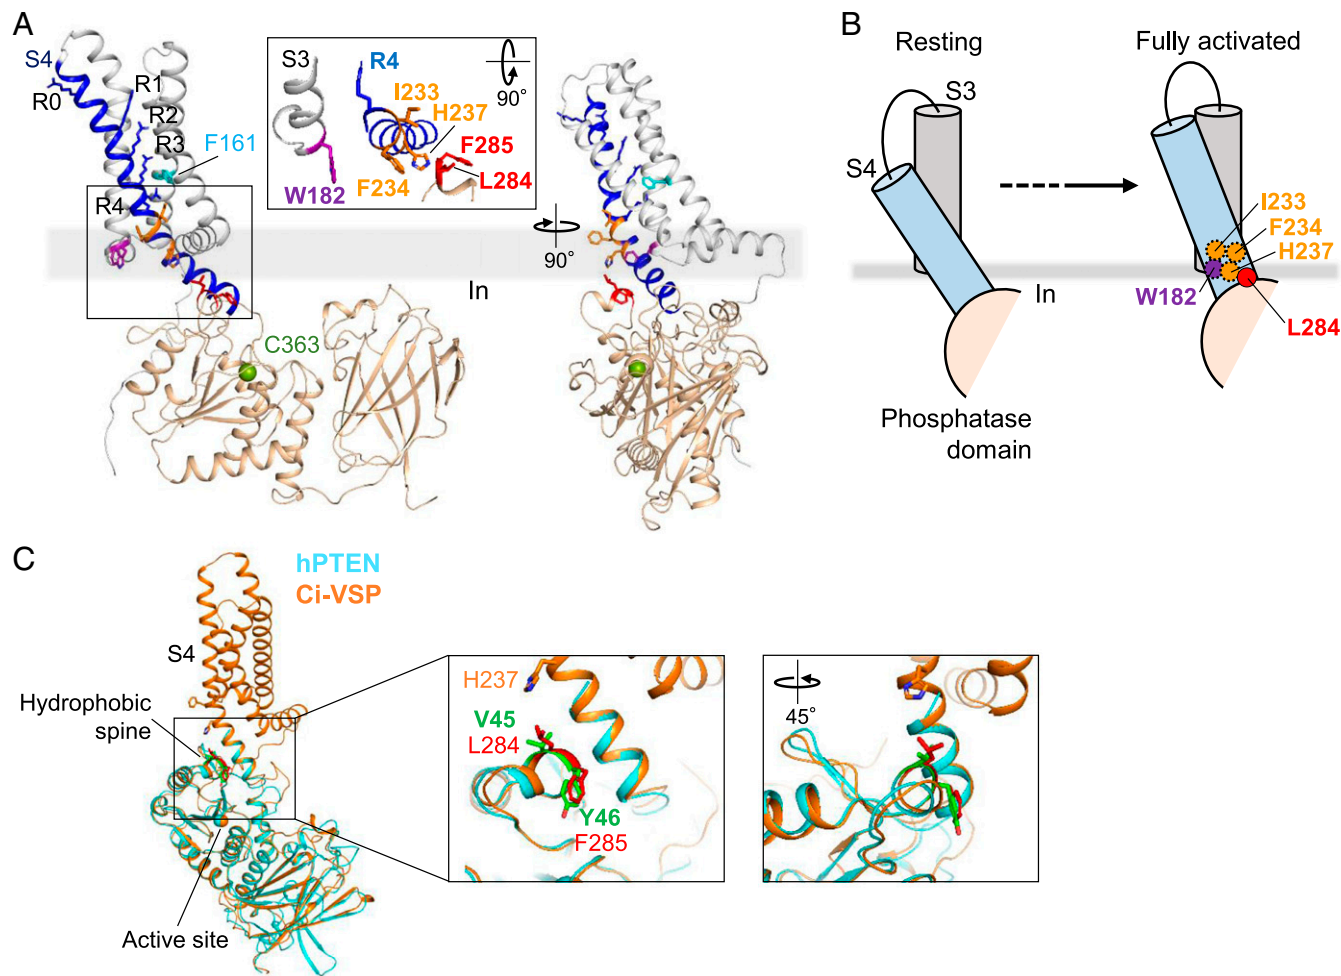 A
S4
R0
R1
R2
R3
F161
R4
S3
R4
I233
H237
F285
L284
F234
W182
90°
90°
In
C363
B
Resting
Fully activated
S3
S4
I233
F234
H237
W182
L284
In
Phosphatase
domain
C
hPTEN
Ci-VSP
S4
Hydrophobic
spine
Active site
H237
V45
L284
Y46
F285
45°